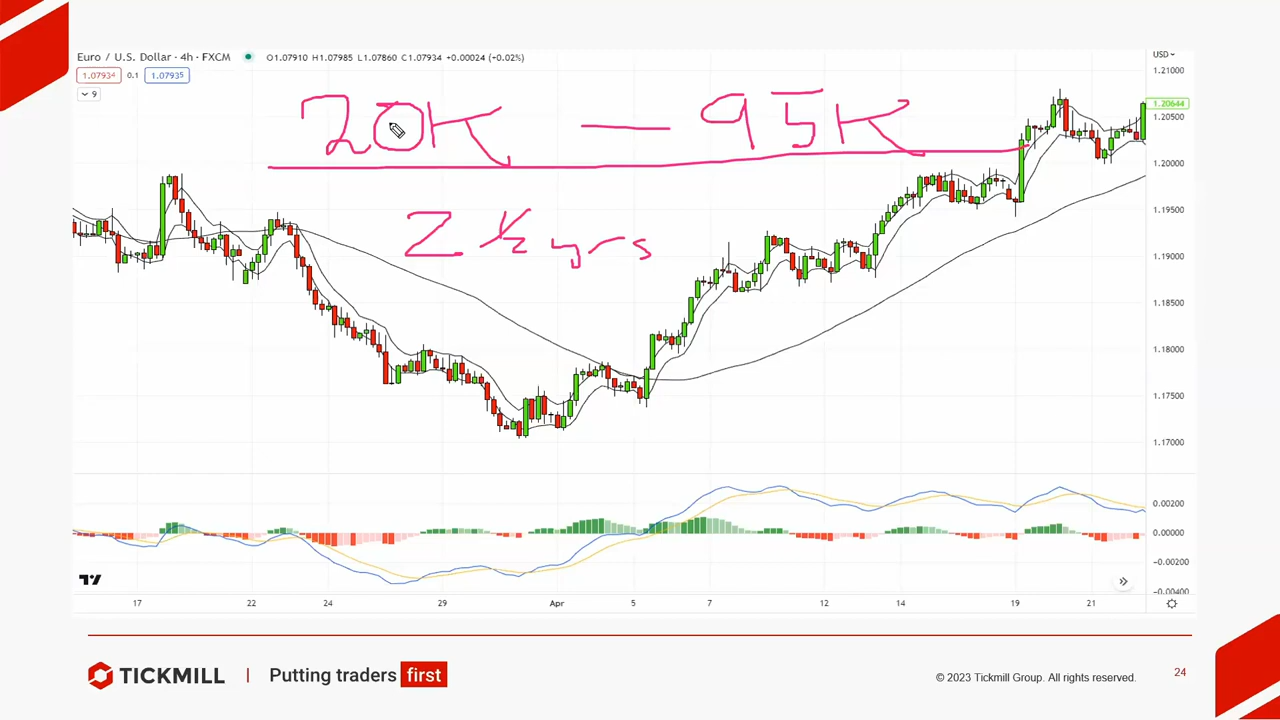 Euro / U.S. Dollar · 4h · FXCM O1.07910 H1.07985 L1.07860 C1.07934 +0.00024 (+0.02%)
USD
1.07934 0.1 1.07935
9
20K — 95K
2 1/2 yrs
1.21000
1.20644
1.20500
1.20000
1.19500
1.19000
1.18500
1.18000
1.17500
1.17000
0.00200
0.00000
-0.00200
-0.00400
17 22 24 29 Apr 5 7 12 14 19 21
TICKMILL | Putting traders first
© 2023 Tickmill Group. All rights reserved.
24